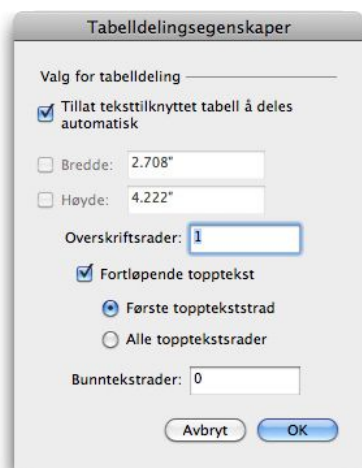 Tabelldelingsegenskaper
Valg for tabelldeling
Tillat teksttilknyttet tabell å deles
automatisk
Bredde: 2.708"
Høyde: 4.222"
Overskriftsrader: 1
Fortløpende topptekst
Første topptekststrad
Alle topptekstsrader
Bunntekstrader: 0
Avbryt OK